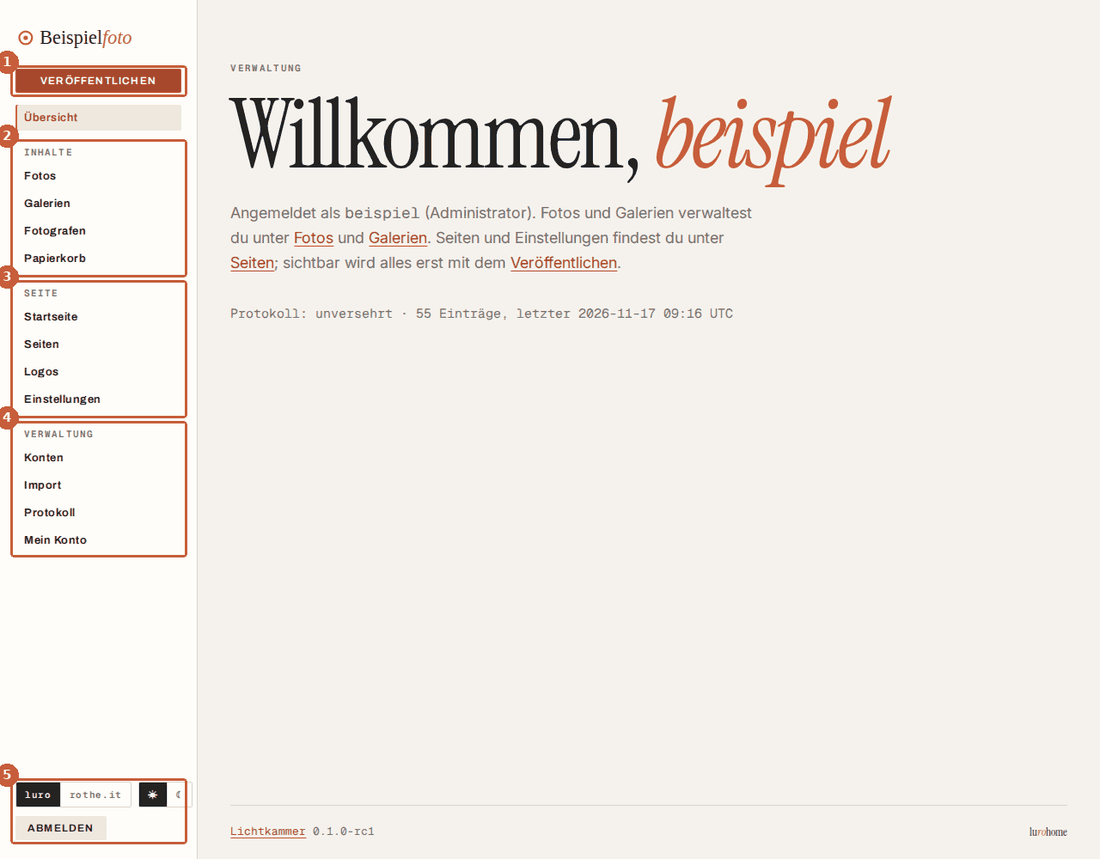 Beispielfoto
1
VERÖFFENTLICHEN
Übersicht
2
INHALTE
Fotos
Galerien
Fotografen
Papierkorb
3
SEITE
Startseite
Seiten
Logos
Einstellungen
4
VERWALTUNG
Konten
Import
Protokoll
Mein Konto
5
luro rothe.it
ABMELDEN
VERWALTUNG
Willkommen, beispiel
Angemeldet als beispiel (Administrator). Fotos und Galerien verwaltest
du unter Fotos und Galerien. Seiten und Einstellungen findest du unter
Seiten; sichtbar wird alles erst mit dem Veröffentlichen.
Protokoll: unversehrt · 55 Einträge, letzter 2026-11-17 09:16 UTC
Lichtkammer 0.1.0-rc1
lurohome